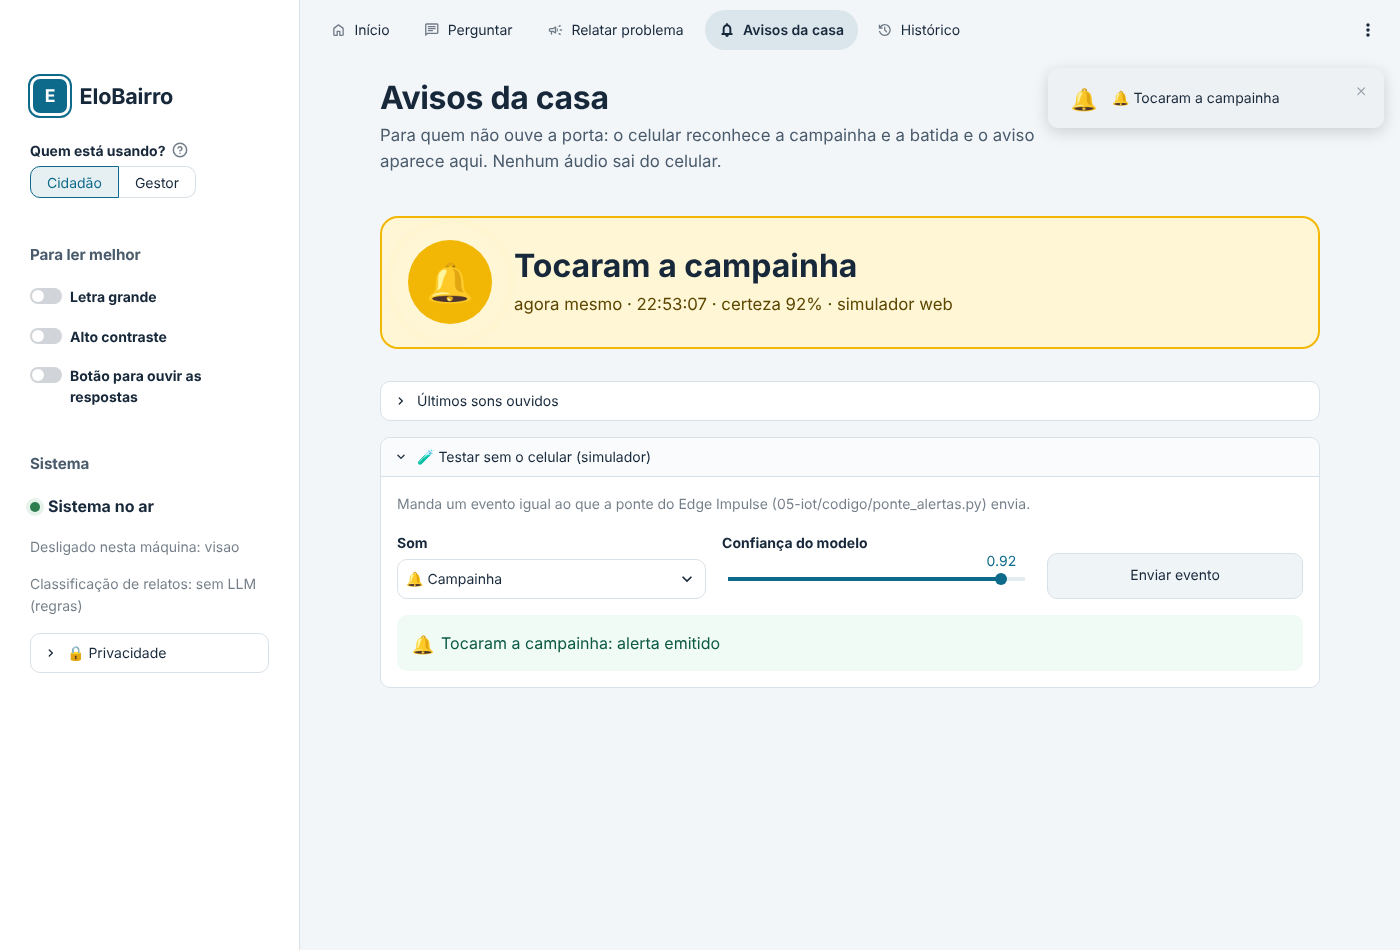 Início
Perguntar
Relatar problema
Avisos da casa
Histórico
E
EloBairro
Quem está usando?
Cidadão
Gestor
Para ler melhor
Letra grande
Alto contraste
Botão para ouvir as
respostas
Sistema
Sistema no ar
Desligado nesta máquina: visao
Classificação de relatos: sem LLM
(regras)
🔒 Privacidade
Avisos da casa
Para quem não ouve a porta: o celular reconhece a campainha e a batida e o aviso
aparece aqui. Nenhum áudio sai do celular.
🔔 Tocaram a campainha
Tocaram a campainha
agora mesmo · 22:53:07 · certeza 92% · simulador web
Últimos sons ouvidos
🧪 Testar sem o celular (simulador)
Manda um evento igual ao que a ponte do Edge Impulse (05-iot/codigo/ponte_alertas.py) envia.
Som
🔔 Campainha
Confiança do modelo
0.92
Enviar evento
🔔 Tocaram a campainha: alerta emitido